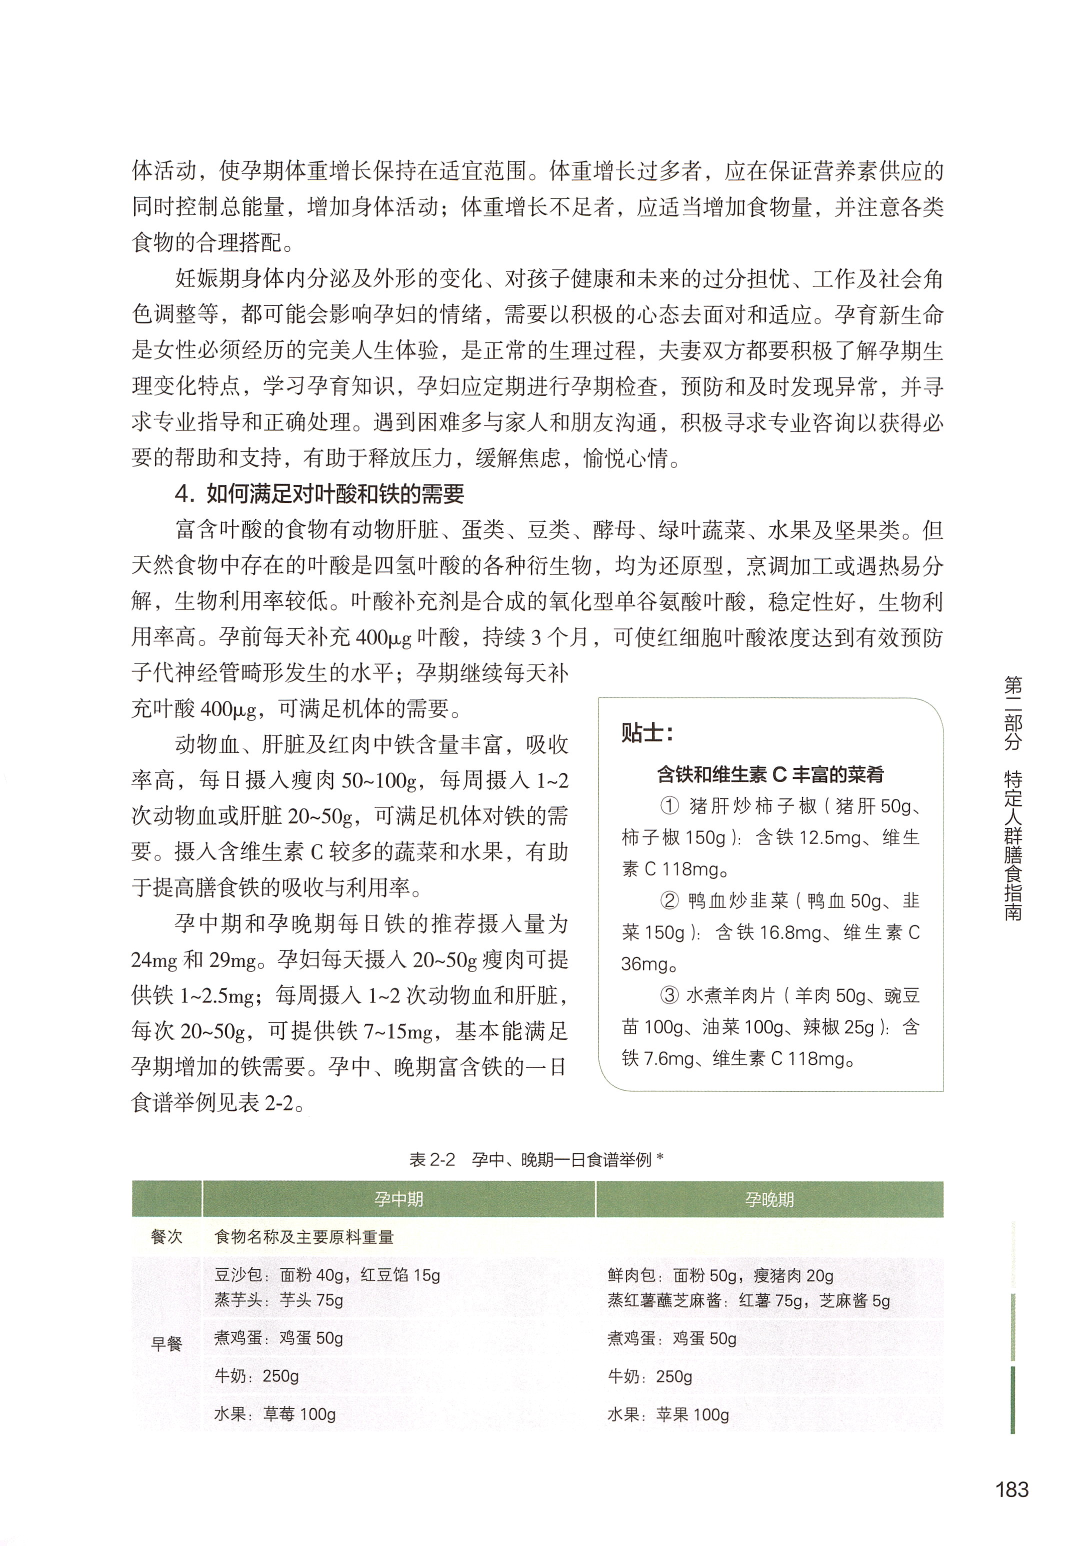 体活动，使孕期体重增长保持在适宜范围。体重增长过多者，应在保证营养素供应的
同时控制总能量，增加身体活动；体重增长不足者，应适当增加食物量，并注意各类
食物的合理搭配。
妊娠期身体内分泌及外形的变化、对孩子健康和未来的过分担忧、工作及社会角
色调整等，都可能会影响孕妇的情绪，需要以积极的心态去面对和适应。孕育新生命
是女性必须经历的完美人生体验，是正常的生理过程，夫妻双方都要积极了解孕期生
理变化特点，学习孕育知识，孕妇应定期进行孕期检查，预防和及时发现异常，并寻
求专业指导和正确处理。遇到困难多与家人和朋友沟通，积极寻求专业咨询以获得必
要的帮助和支持，有助于释放压力，缓解焦虑，愉悦心情。
4. 如何满足对叶酸和铁的需要
富含叶酸的食物有动物肝脏、蛋类、豆类、酵母、绿叶蔬菜、水果及坚果类。但
天然食物中存在的叶酸是四氢叶酸的各种衍生物，均为还原型，烹调加工或遇热易分
解，生物利用率较低。叶酸补充剂是合成的氧化型单谷氨酸叶酸，稳定性好，生物利
用率高。孕前每天补充 400μg 叶酸，持续 3 个月，可使红细胞叶酸浓度达到有效预防
子代神经管畸形发生的水平；孕期继续每天补
充叶酸 400μg，可满足机体的需要。
动物血、肝脏及红肉中铁含量丰富，吸收
率高，每日摄入瘦肉 50~100g，每周摄入 1~2
次动物血或肝脏 20~50g，可满足机体对铁的需
要。摄入含维生素 C 较多的蔬菜和水果，有助
于提高膳食铁的吸收与利用率。
孕中期和孕晚期每日铁的推荐摄入量为
24mg 和 29mg。孕妇每天摄入 20~50g 瘦肉可提
供铁 1~2.5mg；每周摄入 1~2 次动物血和肝脏，
每次 20~50g，可提供铁 7~15mg，基本能满足
孕期增加的铁需要。孕中、晚期富含铁的一日
食谱举例见表 2-2。
贴士：
含铁和维生素 C 丰富的菜肴
① 猪肝炒柿子椒（猪肝 50g、
柿子椒 150g）：含铁 12.5mg、维生
素 C 118mg。
② 鸭血炒韭菜（鸭血 50g、韭
菜 150g）：含铁 16.8mg、维生素 C
36mg。
③ 水煮羊肉片（羊肉 50g、豌豆
苗 100g、油菜 100g、辣椒 25g）：含
铁 7.6mg、维生素 C 118mg。
表 2-2 孕中、晚期一日食谱举例 *
孕中期 孕晚期
餐次 食物名称及主要原料重量
豆沙包：面粉 40g，红豆馅 15g 鲜肉包：面粉 50g，瘦猪肉 20g
蒸芋头：芋头 75g 蒸红薯蘸芝麻酱：红薯 75g，芝麻酱 5g
早餐 煮鸡蛋：鸡蛋 50g 煮鸡蛋：鸡蛋 50g
牛奶：250g 牛奶：250g
水果：草莓 100g 水果：苹果 100g
第二部分 特定人群膳食指南
183